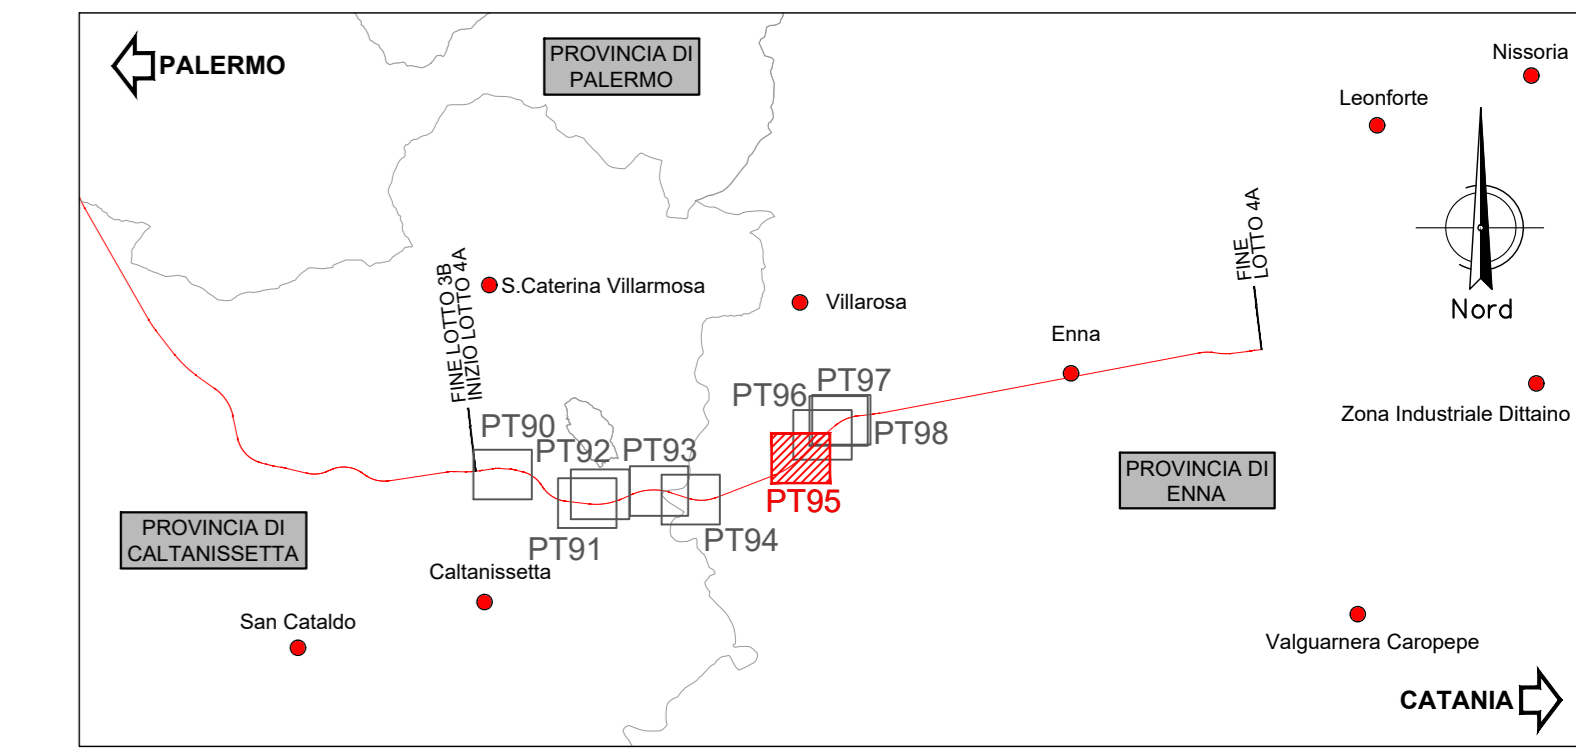 PALERMO
PROVINCIA DI
PALERMO
Nissoria
Leonforte
Nord
FINE LOTTO 3B
INIZIO LOTTO 4A
S.Caterina Villarmosa
Villarosa
Enna
FINE
LOTTO 4A
Zona Industriale Dittaino
PT90
PT92
PT93
PT96
PT97
PT98
PT95
PT91
PT94
PROVINCIA DI
ENNA
PROVINCIA DI
CALTANISSETTA
Caltanissetta
San Cataldo
Valguarnera Caropepe
CATANIA